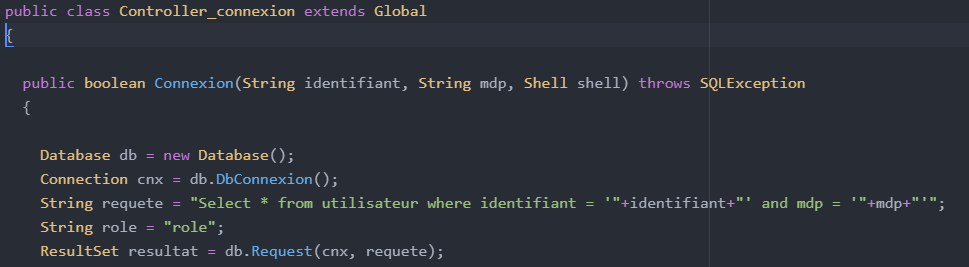 public class Controller_connexion extends Global
{
public boolean Connexion(String identifiant, String mdp, Shell shell) throws SQLException
{
Database db = new Database();
Connection cnx = db.DbConnexion();
String requete = "Select * from utilisateur where identifiant = '"+identifiant+"' and mdp = '"+mdp+"'";
String role = "role";
ResultSet resultat = db.Request(cnx, requete);